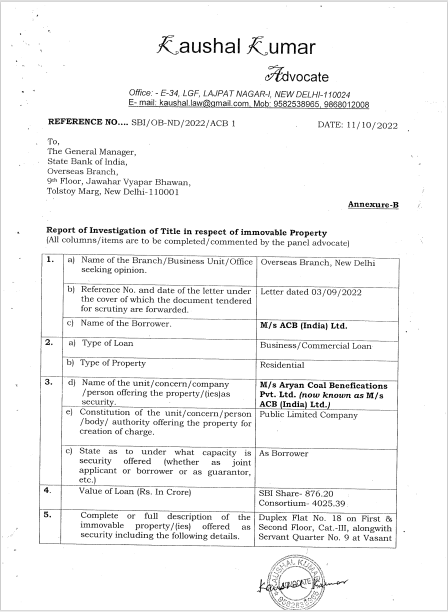 Kaushal Kumar
Advocate
Office: - E-34, LGF, LAJPAT NAGAR-I, NEW DELHI-110024
E- mail: kaushal.law@gmail.com, Mob: 9582538965, 9868012008
REFERENCE NO.... SBI/OB-ND/2022/ACB 1
DATE: 11/10/2022
To,
The General Manager,
State Bank of India,
Overseas Branch,
9th Floor, Jawahar Vyapar Bhawan,
Tolstoy Marg, New Delhi-110001
Annexure-B
Report of Investigation of Title in respect of immovable Property
(All columns/items are to be completed/commented by the panel advocate)
1. a) Name of the Branch/Business Unit/Office Overseas Branch, New Delhi
seeking opinion.
b) Reference No. and date of the letter under Letter dated 03/09/2022
the cover of which the document tendered
for scrutiny are forwarded.
c) Name of the Borrower. M/s ACB (India) Ltd.
2. a) Type of Loan Business/Commercial Loan
b) Type of Property Residential
3. d) Name of the unit/concern/company M/s Aryan Coal Benefications
/person offering the property/(ies)as Pvt. Ltd. (now known as M/s
security. ACB (India) Ltd.)
e) Constitution of the unit/concern/person Public Limited Company
/body/ authority offering the property for
creation of charge.
c) State as to under what capacity is As Borrower
security offered (whether as joint
applicant or borrower or as guarantor,
etc.)
4. Value of Loan (Rs. In Crore) SBI Share- 876.20
Consortium- 4025.39
5. Complete or full description of the Duplex Flat No. 18 on First &
immovable property/(ies) offered as Second Floor, Cat.-III, alongwith
security including the following details. Servant Quarter No. 9 at Vasant
KAUSHAL KUMAR
ADVOCATE